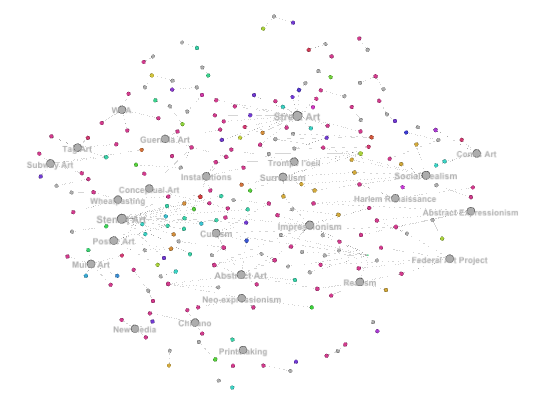 WPA
Street Art
Guerilla Art
Tag Art
Comic Art
Subway Art
Trompe l'oeil
Installations
Surrealism
Social Realism
Conceptual Art
Wheatpasting
Harlem Renaissance
Abstract Expressionism
Stencil Art
Impressionism
Cubism
Poster Art
Federal Art Project
Mural Art
Abstract Art
Realism
Neo-expressionism
Chicano
New Media
Printmaking